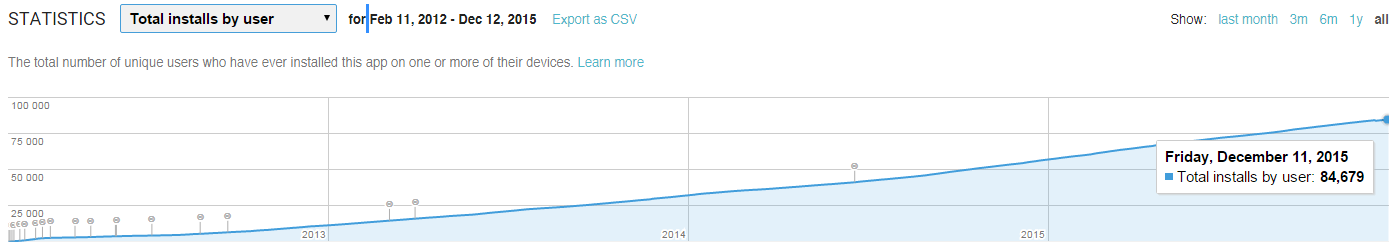 STATISTICS Total installs by user for Feb 11, 2012 - Dec 12, 2015 Export as CSV Show: last month 3m 6m 1y all
The total number of unique users who have ever installed this app on one or more of their devices. Learn more
100 000
75 000
50 000
25 000
Friday, December 11, 2015
Total installs by user: 84,679
2013 2014 2015